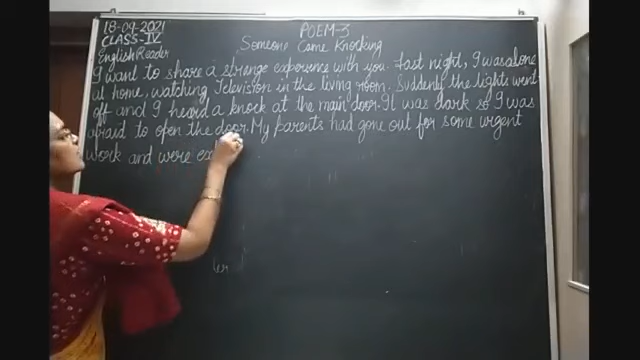 18-09-2021
POEM-3
CLASS-IV
English Reader
Someone Came Knocking
I want to share a strange experience with you. Last night, I was alone
at home, watching Television in the living room. Suddenly the lights went
off and I heard a knock at the main door. It was dark so I was
afraid to open the door. My parents had gone out for some urgent
work and were ex